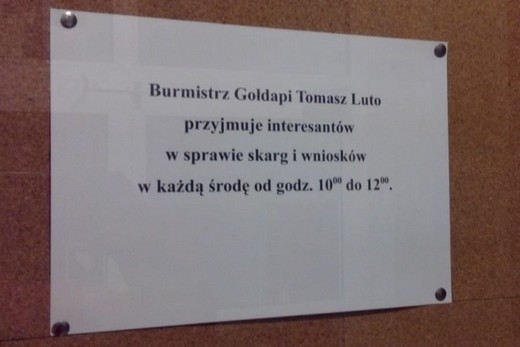 Burmistrz Gołdapi Tomasz Luto
przyjmuje interesantów
w sprawie skarg i wniosków
w każdą środę od godz. 10⁰⁰ do 12⁰⁰.